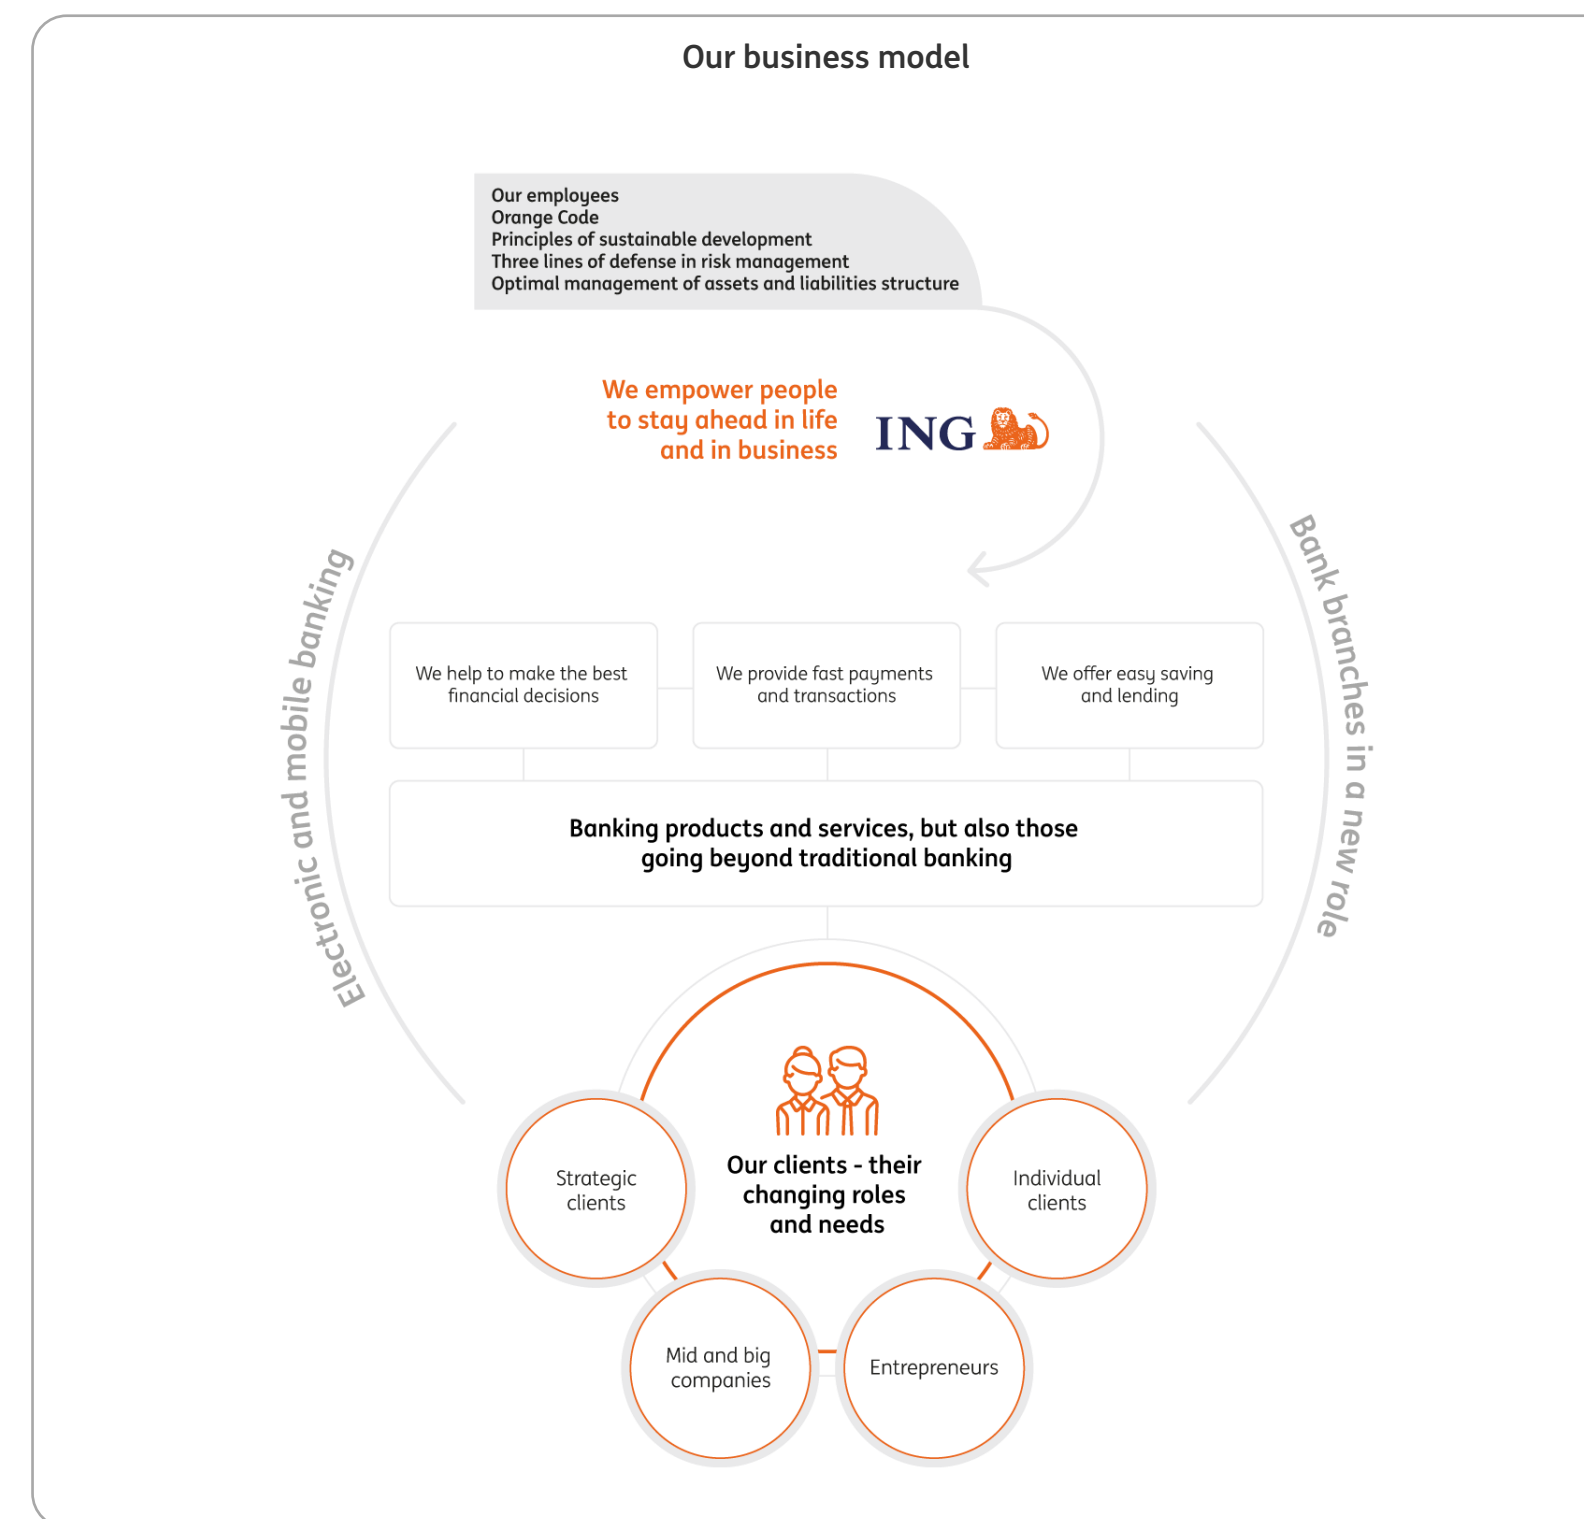 Our business model
Our employees
Orange Code
Principles of sustainable development
Three lines of defense in risk management
Optimal management of assets and liabilities structure
We empower people
to stay ahead in life
and in business
ING
Electronic and mobile banking
Bank branches in a new role
We help to make the best
financial decisions
We provide fast payments
and transactions
We offer easy saving
and lending
Banking products and services, but also those
going beyond traditional banking
Our clients - their
changing roles
and needs
Strategic
clients
Individual
clients
Mid and big
companies
Entrepreneurs